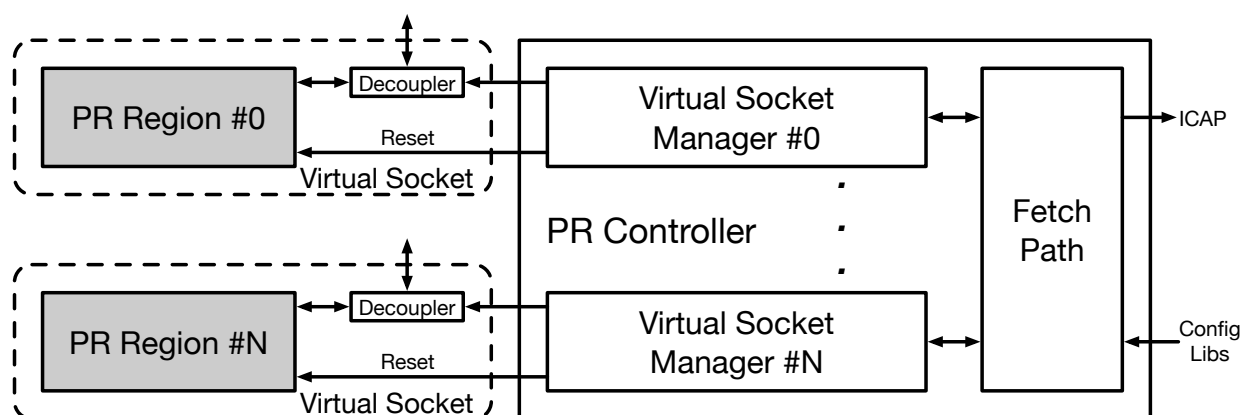 PR Region #0
Decoupler
Reset
Virtual Socket
Virtual Socket
Manager #0
PR Controller
Fetch
Path
ICAP
Config
Libs
PR Region #N
Decoupler
Reset
Virtual Socket
Virtual Socket
Manager #N